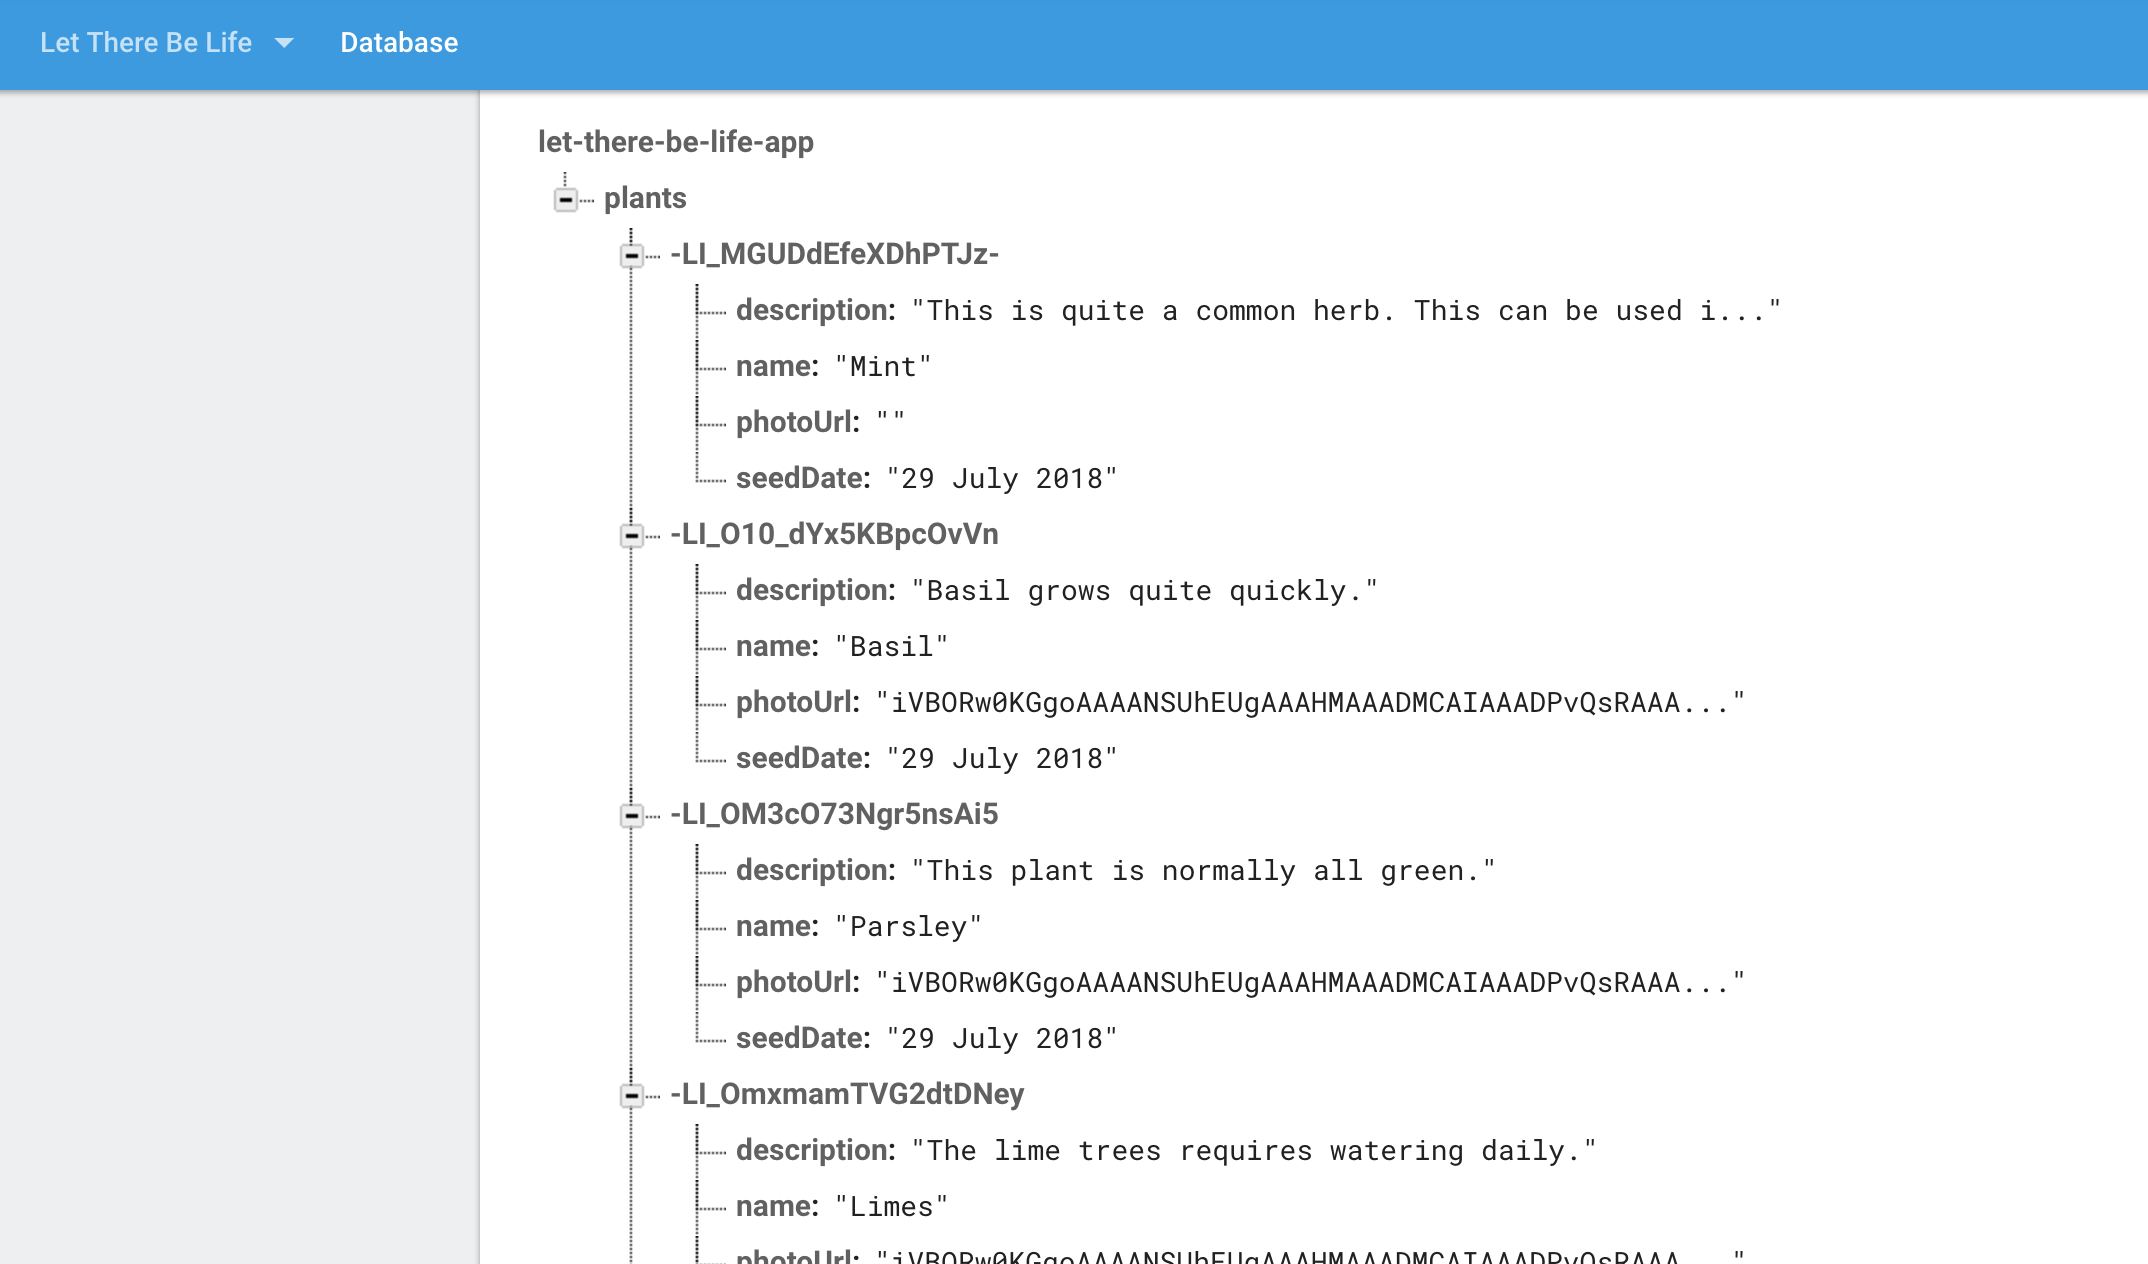 Let There Be Life Database
let-there-be-life-app
plants
-LI_MGUDdEfeXDhPTJz-
description: "This is quite a common herb. This can be used i..."
name: "Mint"
photoUrl: ""
seedDate: "29 July 2018"
-LI_O10_dYx5KBpcOvVn
description: "Basil grows quite quickly."
name: "Basil"
photoUrl: "iVBORw0KGgoAAAANSUhEUgAAAHMAAADMCAIAAADPvQsRAAA..."
seedDate: "29 July 2018"
-LI_OM3cO73Ngr5nsAi5
description: "This plant is normally all green."
name: "Parsley"
photoUrl: "iVBORw0KGgoAAAANSUhEUgAAAHMAAADMCAIAAADPvQsRAAA..."
seedDate: "29 July 2018"
-LI_OmxmamTVG2dtDNey
description: "The lime trees requires watering daily."
name: "Limes"
photoUrl: "iVBORw0KGgoAAAANSUhEUgAAAHMAAADMCAIAAADPvQsRAAA..."